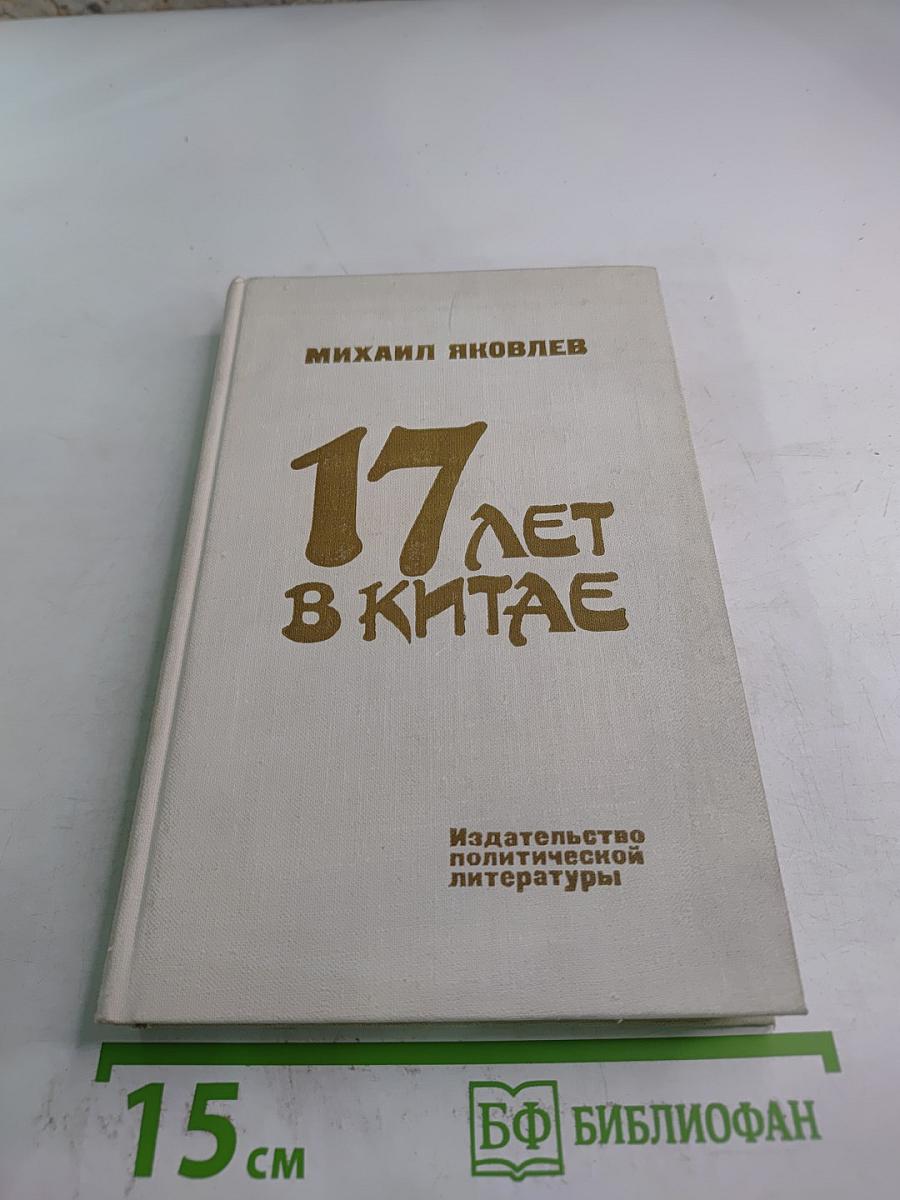 МИХАИЛ ЯКОВЛЕВ
17 ЛЕТ
В КИТАЕ
Издательство
политической
литературы
15 см
БФ БИБЛИОФАН